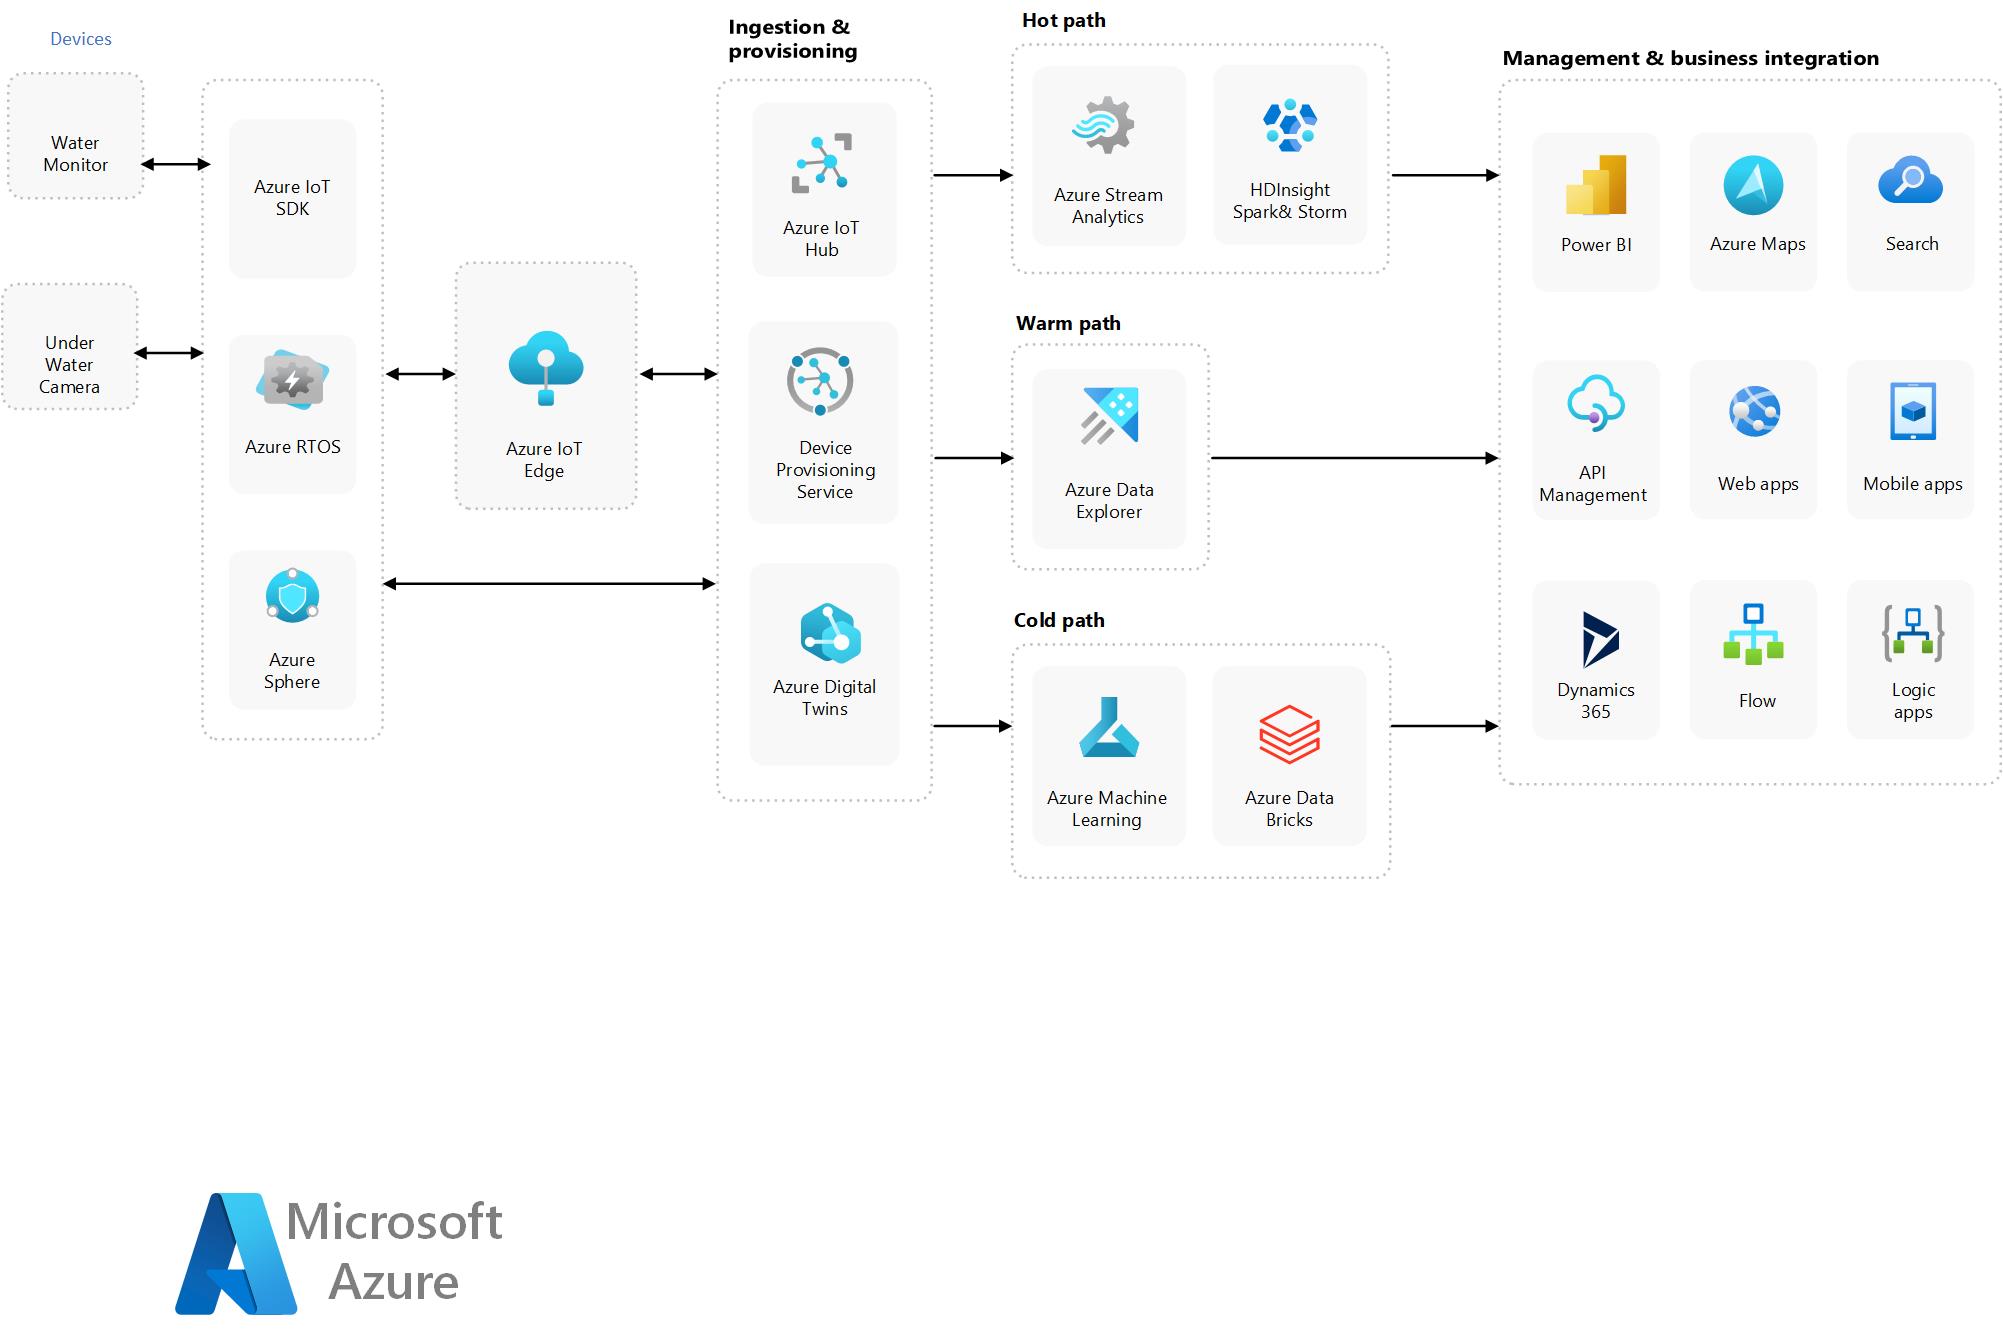 Devices
Water
Monitor
Under
Water
Camera
Azure IoT
SDK
Azure RTOS
Azure
Sphere
Azure IoT
Edge
Ingestion &
provisioning
Azure IoT
Hub
Device
Provisioning
Service
Azure Digital
Twins
Hot path
Azure Stream
Analytics
HDInsight
Spark& Storm
Warm path
Azure Data
Explorer
Cold path
Azure Machine
Learning
Azure Data
Bricks
Management & business integration
Power BI
Azure Maps
Search
API
Management
Web apps
Mobile apps
Dynamics
365
Flow
Logic
apps
Microsoft
Azure